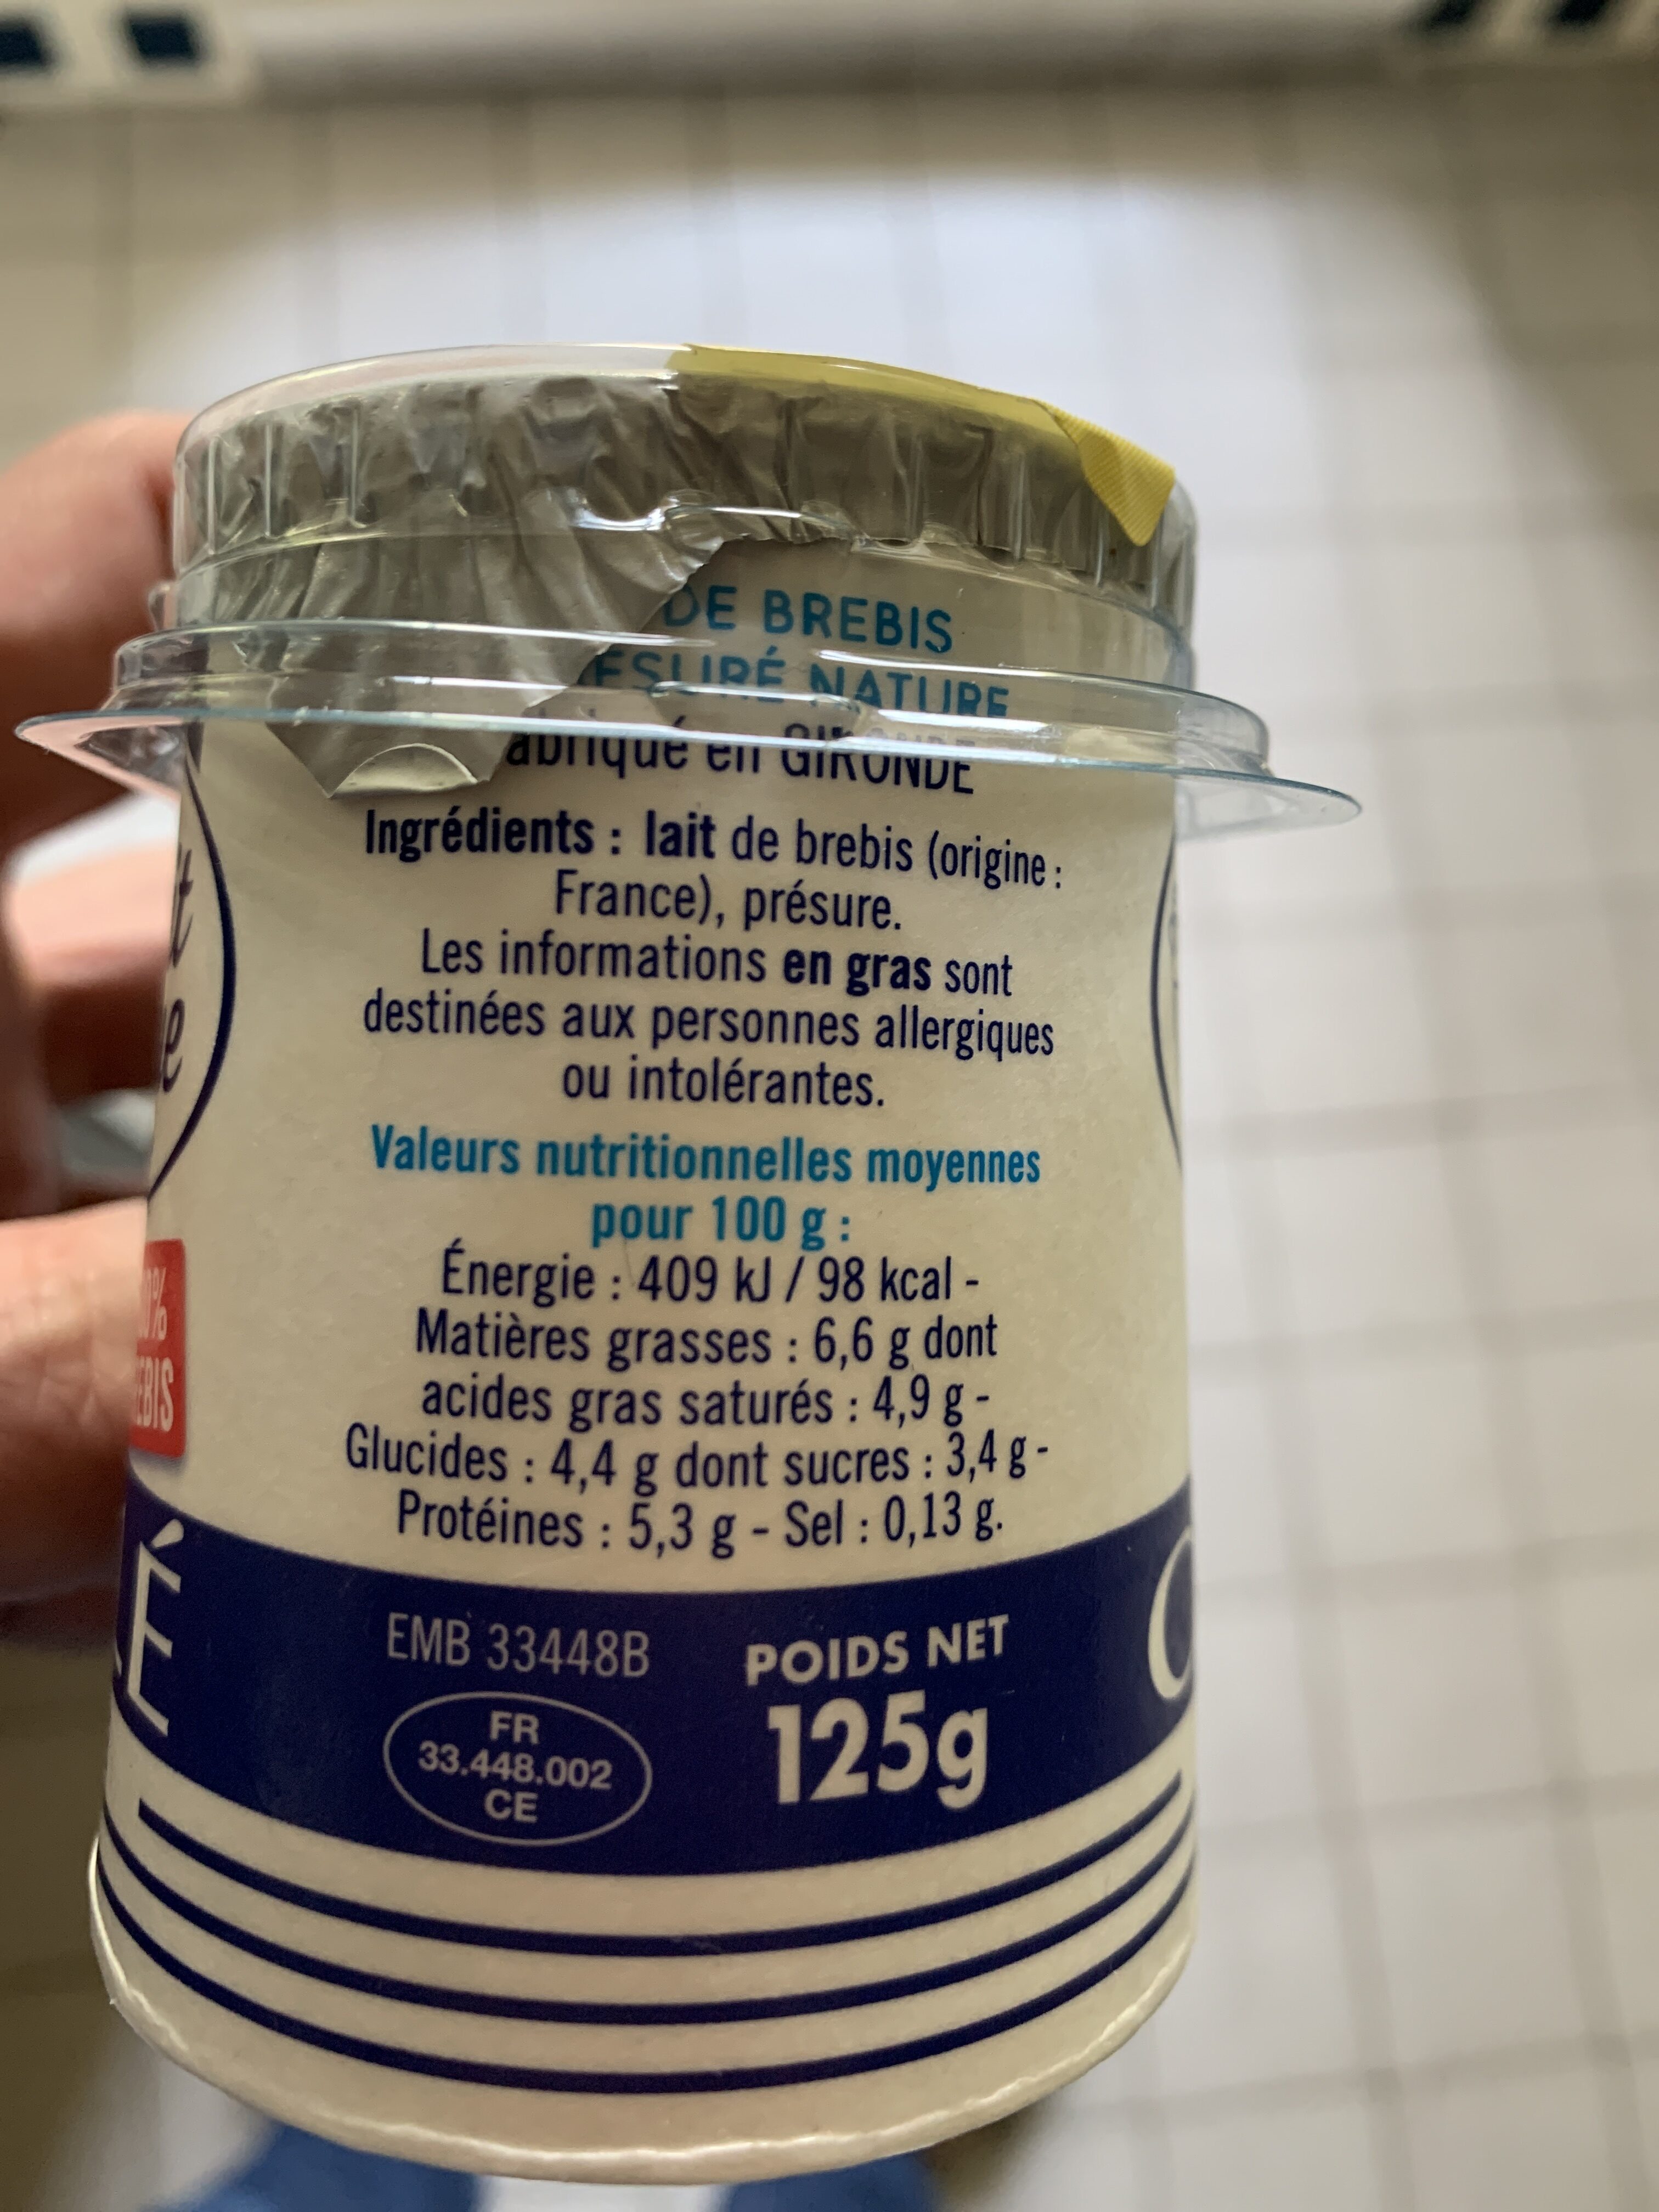 DE BREBIS
ESURÉ NATURE
abriqué en GIRONDE
Ingrédients : lait de brebis (origine :
France), présure.
Les informations en gras sont
destinées aux personnes allergiques
ou intolérantes.
Valeurs nutritionnelles moyennes
pour 100 g :
Énergie : 409 kJ / 98 kcal -
Matières grasses : 6,6 g dont
acides gras saturés : 4,9 g -
Glucides : 4,4 g dont sucres : 3,4 g -
Protéines : 5,3 g - Sel : 0,13 g.
EMB 33448B
POIDS NET
125g
FR
33.448.002
CE